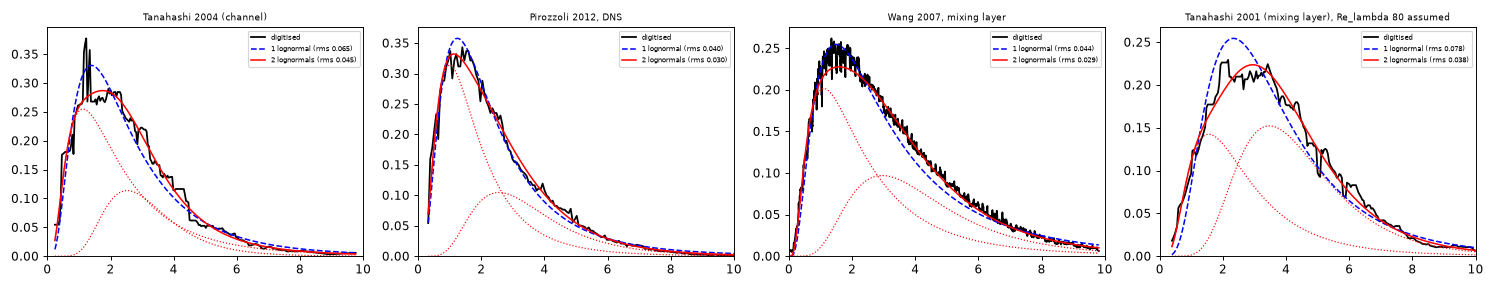 Tanahashi 2004 (channel)
digitised
1 lognormal (rms 0.065)
2 lognormals (rms 0.045)
0.35
0.30
0.25
0.20
0.15
0.10
0.05
0.00
0 2 4 6 8 10
Pirozzoli 2012, DNS
digitised
1 lognormal (rms 0.040)
2 lognormals (rms 0.030)
0.35
0.30
0.25
0.20
0.15
0.10
0.05
0.00
0 2 4 6 8 10
Wang 2007, mixing layer
digitised
1 lognormal (rms 0.044)
2 lognormals (rms 0.029)
0.25
0.20
0.15
0.10
0.05
0.00
0 2 4 6 8 10
Tanahashi 2001 (mixing layer), Re_lambda 80 assumed
digitised
1 lognormal (rms 0.078)
2 lognormals (rms 0.038)
0.25
0.20
0.15
0.10
0.05
0.00
0 2 4 6 8 10